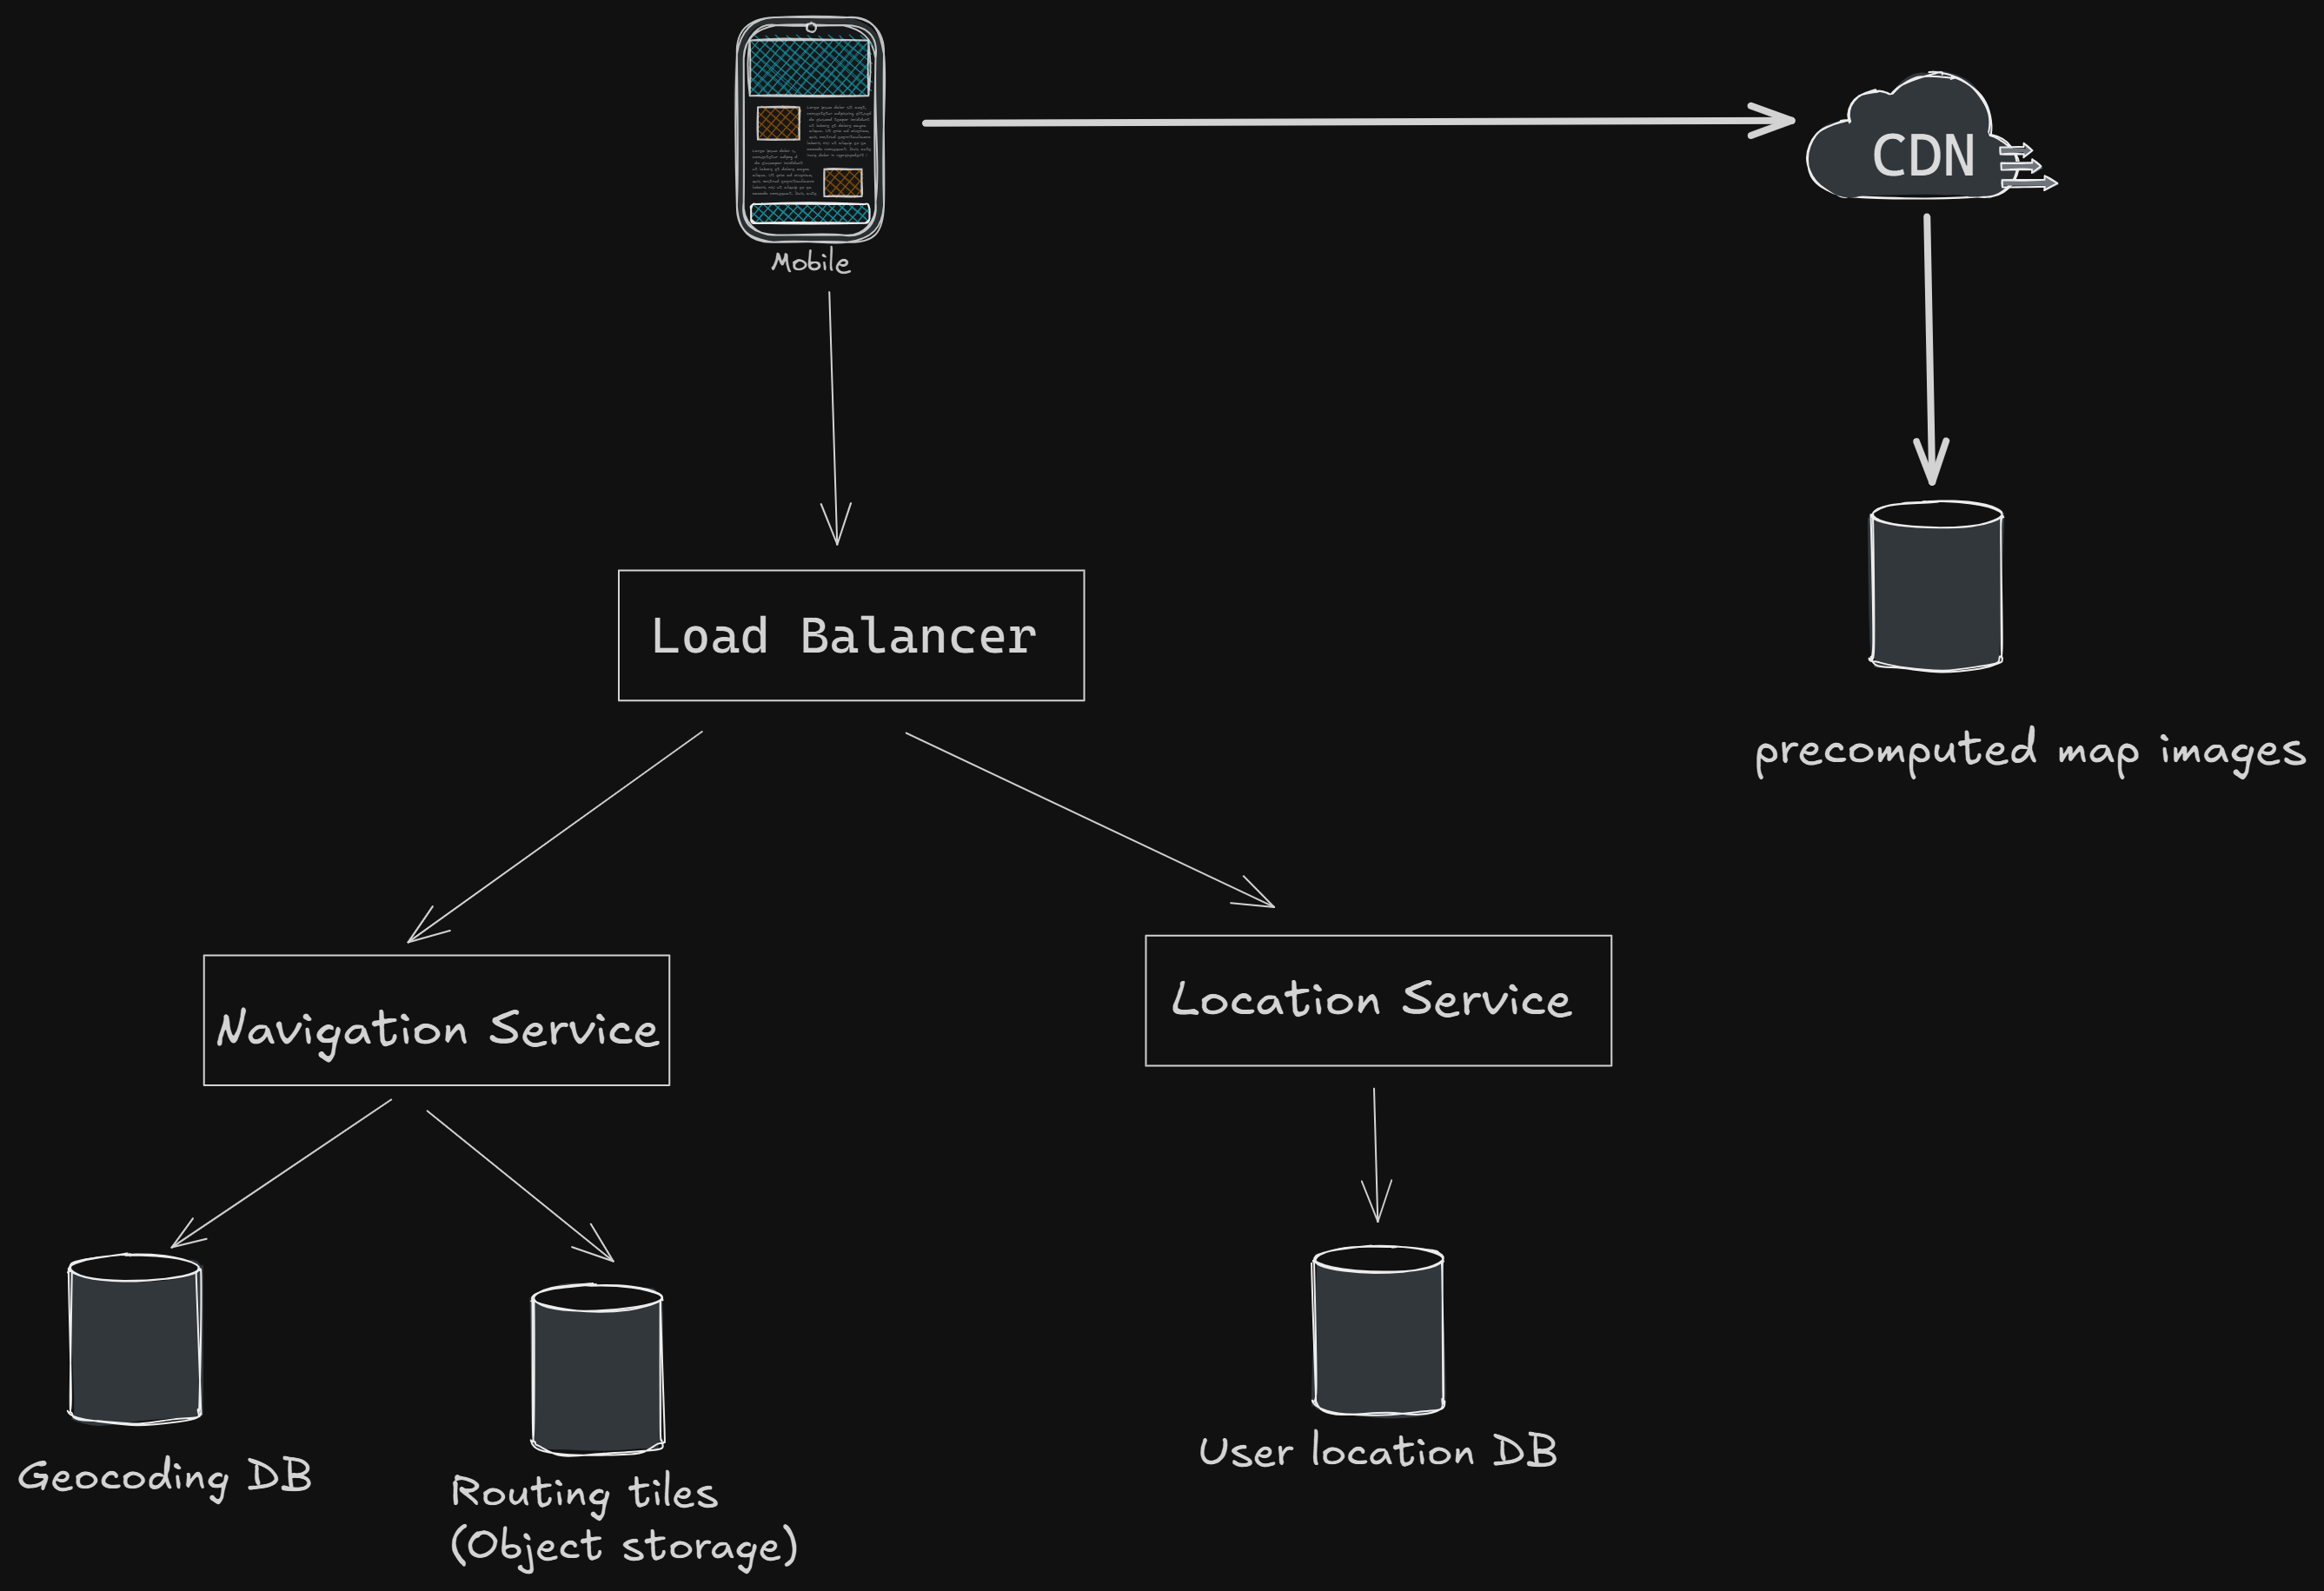 CDN
Mobile
Load Balancer
precomputed map images
Navigation Service
Location Service
Geocoding DB
Routing tiles
(Object storage)
User location DB